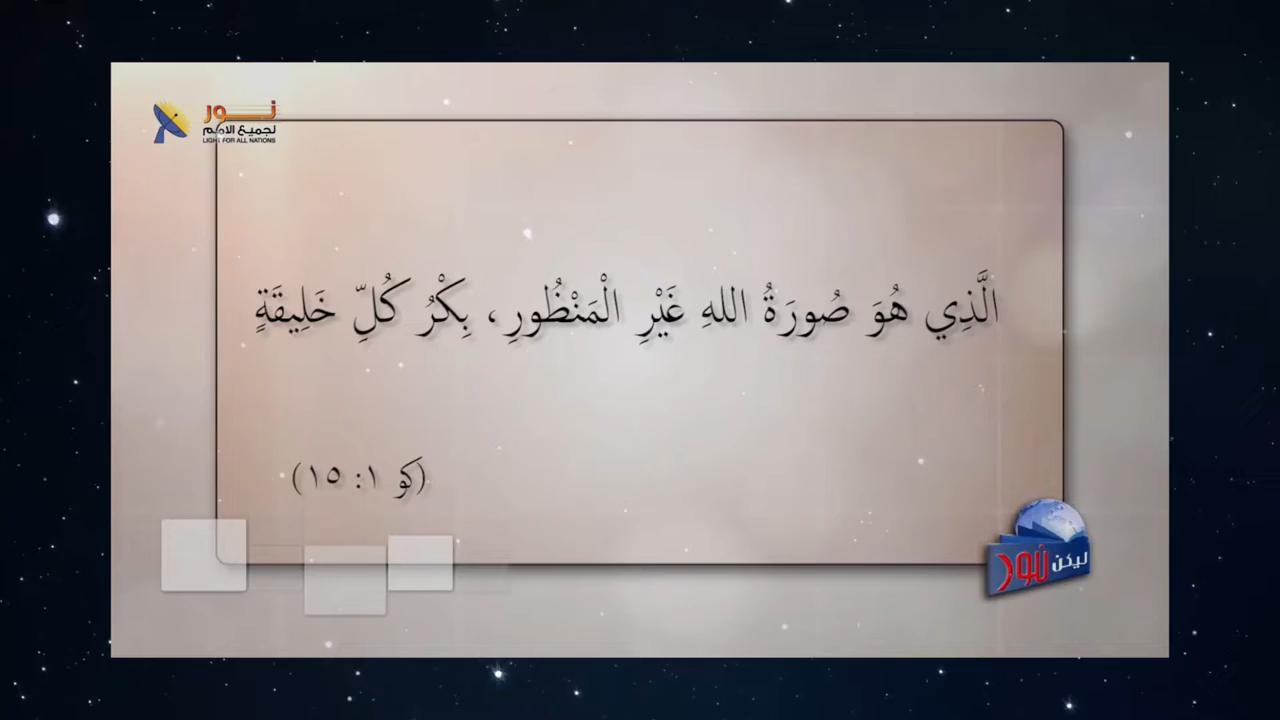 نور
لجميع الامم
LIGHT FOR ALL NATIONS
الَّذِي هُوَ صُورَةُ اللهِ غَيْرِ الْمَنْظُورِ، بِكْرُ كُلِّ خَلِيقَةٍ
(كو ١: ١٥)
ليكن نور